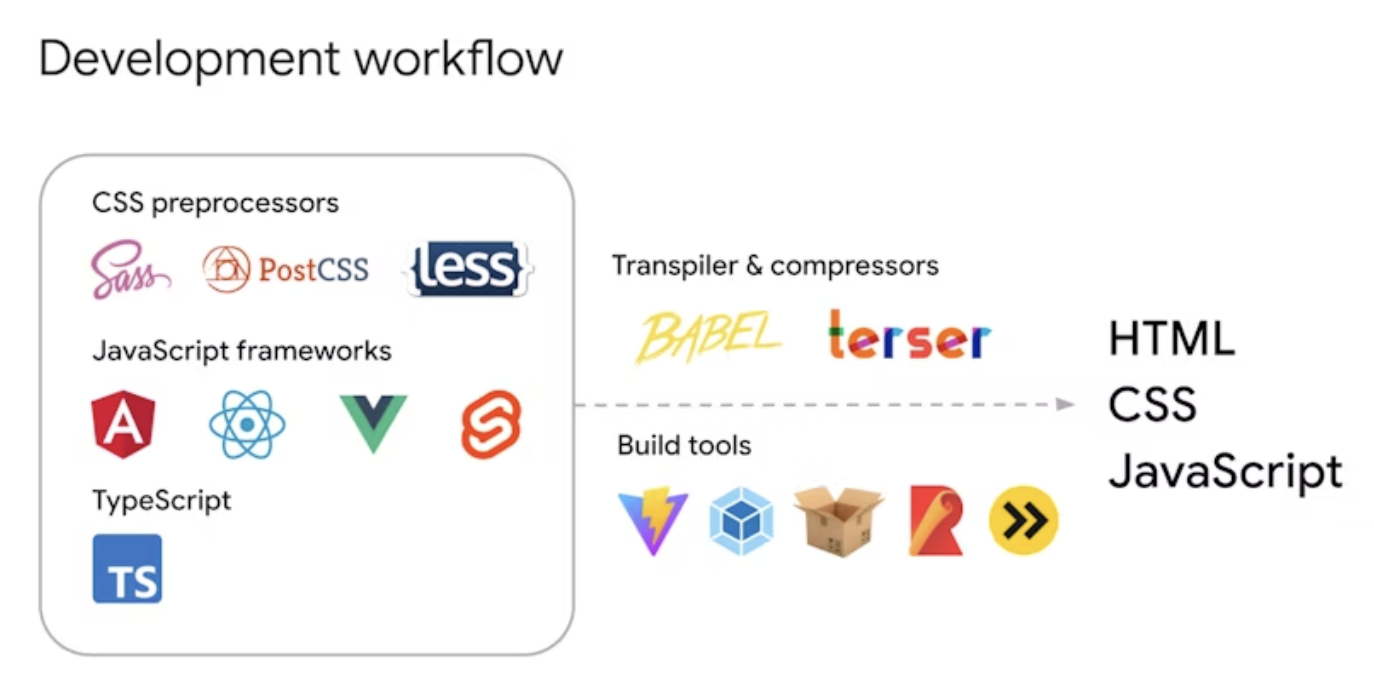 Development workflow
CSS preprocessors
Sass PostCSS {less}
JavaScript frameworks
A
TypeScript
TS
Transpiler & compressors
BABEL terser
Build tools
HTML
CSS
JavaScript